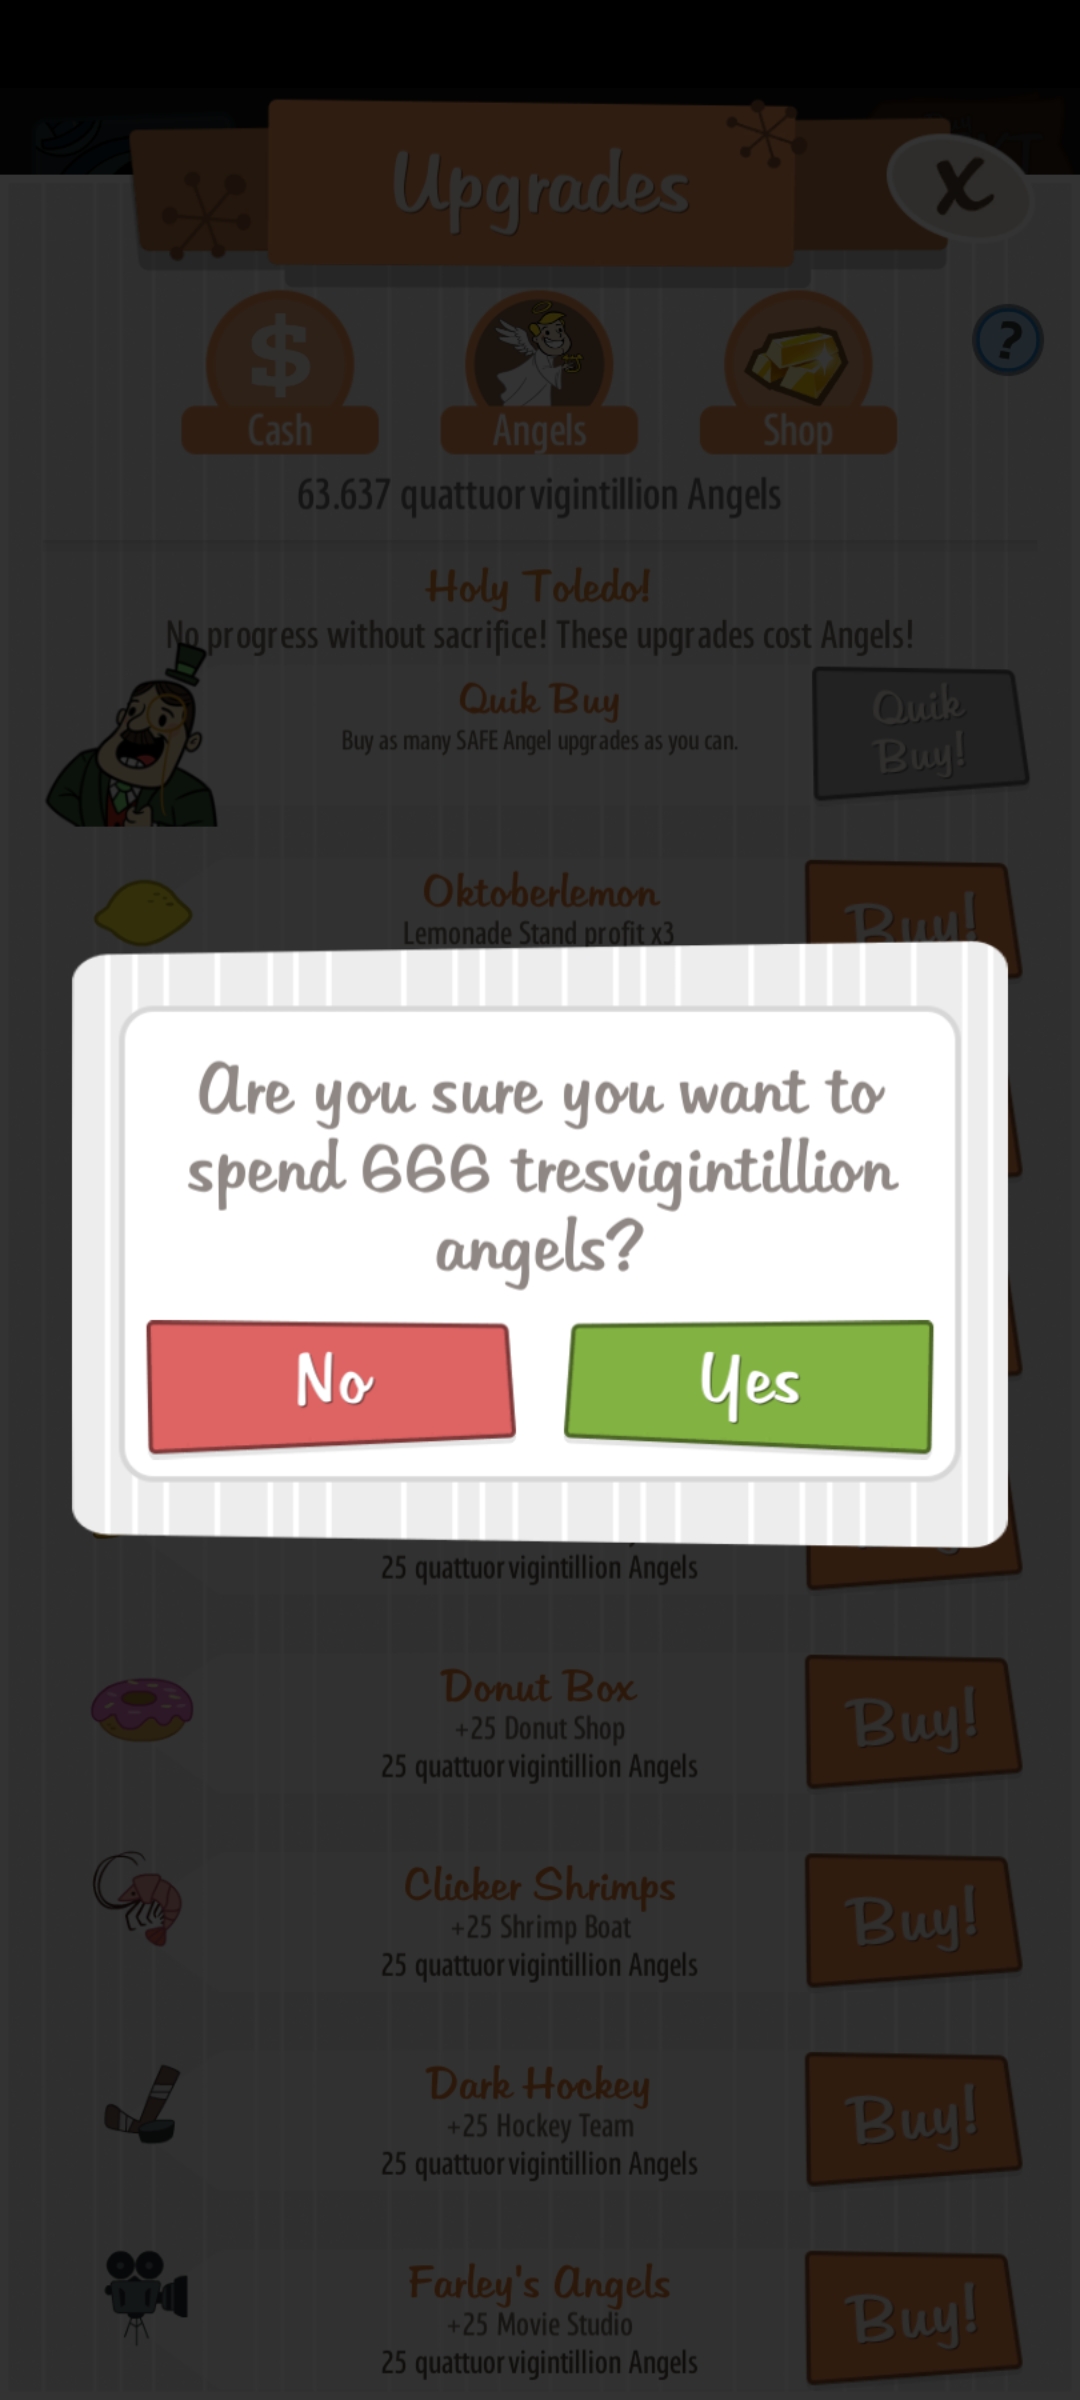 Upgrades
X
$
?
Cash
Angels
Shop
63.637 quattuorvigintillion Angels
Holy Toledo!
No progress without sacrifice! These upgrades cost Angels!
Quik Buy
Buy as many SAFE Angel upgrades as you can.
Quik
Buy!
Oktoberlemon
Lemonade Stand profit x3
Buy!
Are you sure you want to
spend 666 tresvigintillion
angels?
No
Yes
25 quattuorvigintillion Angels
Donut Box
+25 Donut Shop
25 quattuorvigintillion Angels
Buy!
Clicker Shrimps
+25 Shrimp Boat
25 quattuorvigintillion Angels
Buy!
Dark Hockey
+25 Hockey Team
25 quattuorvigintillion Angels
Buy!
Farley's Angels
+25 Movie Studio
25 quattuorvigintillion Angels
Buy!